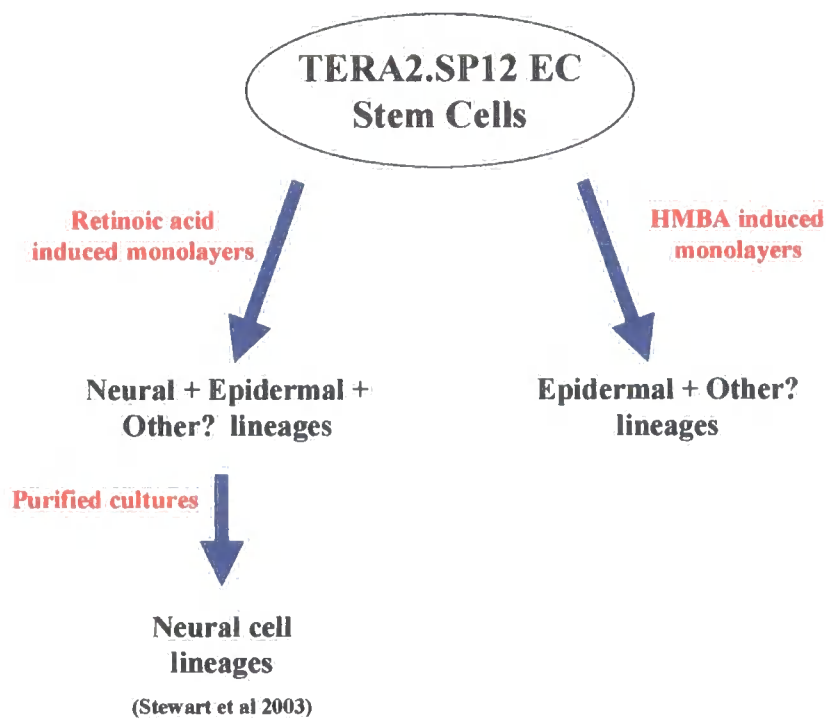 TERA2.SP12 EC
Stem Cells
Retinoic acid
induced monolayers
HMBA induced
monolayers
Neural + Epidermal +
Other? lineages
Epidermal + Other?
lineages
Purified cultures
Neural cell
lineages
(Stewart et al 2003)